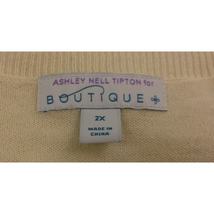 ASHLEY NELL TIPTON for
BOUTIQUE+
2X
MADE IN
CHINA